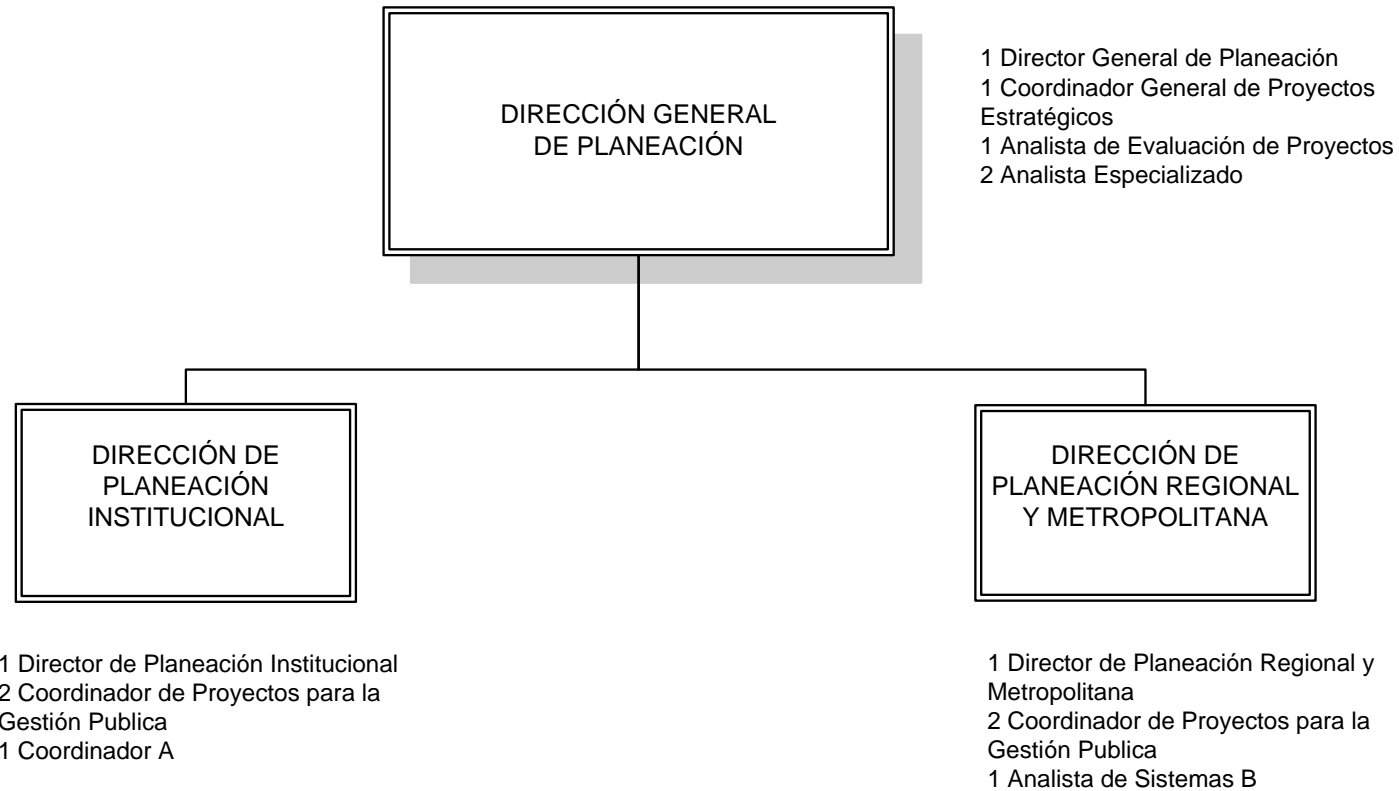 DIRECCIÓN GENERAL
DE PLANEACIÓN
1 Director General de Planeación
1 Coordinador General de Proyectos
Estratégicos
1 Analista de Evaluación de Proyectos
2 Analista Especializado
DIRECCIÓN DE
PLANEACIÓN
INSTITUCIONAL
1 Director de Planeación Institucional
2 Coordinador de Proyectos para la
Gestión Publica
1 Coordinador A
DIRECCIÓN DE
PLANEACIÓN REGIONAL
Y METROPOLITANA
1 Director de Planeación Regional y
Metropolitana
2 Coordinador de Proyectos para la
Gestión Publica
1 Analista de Sistemas B